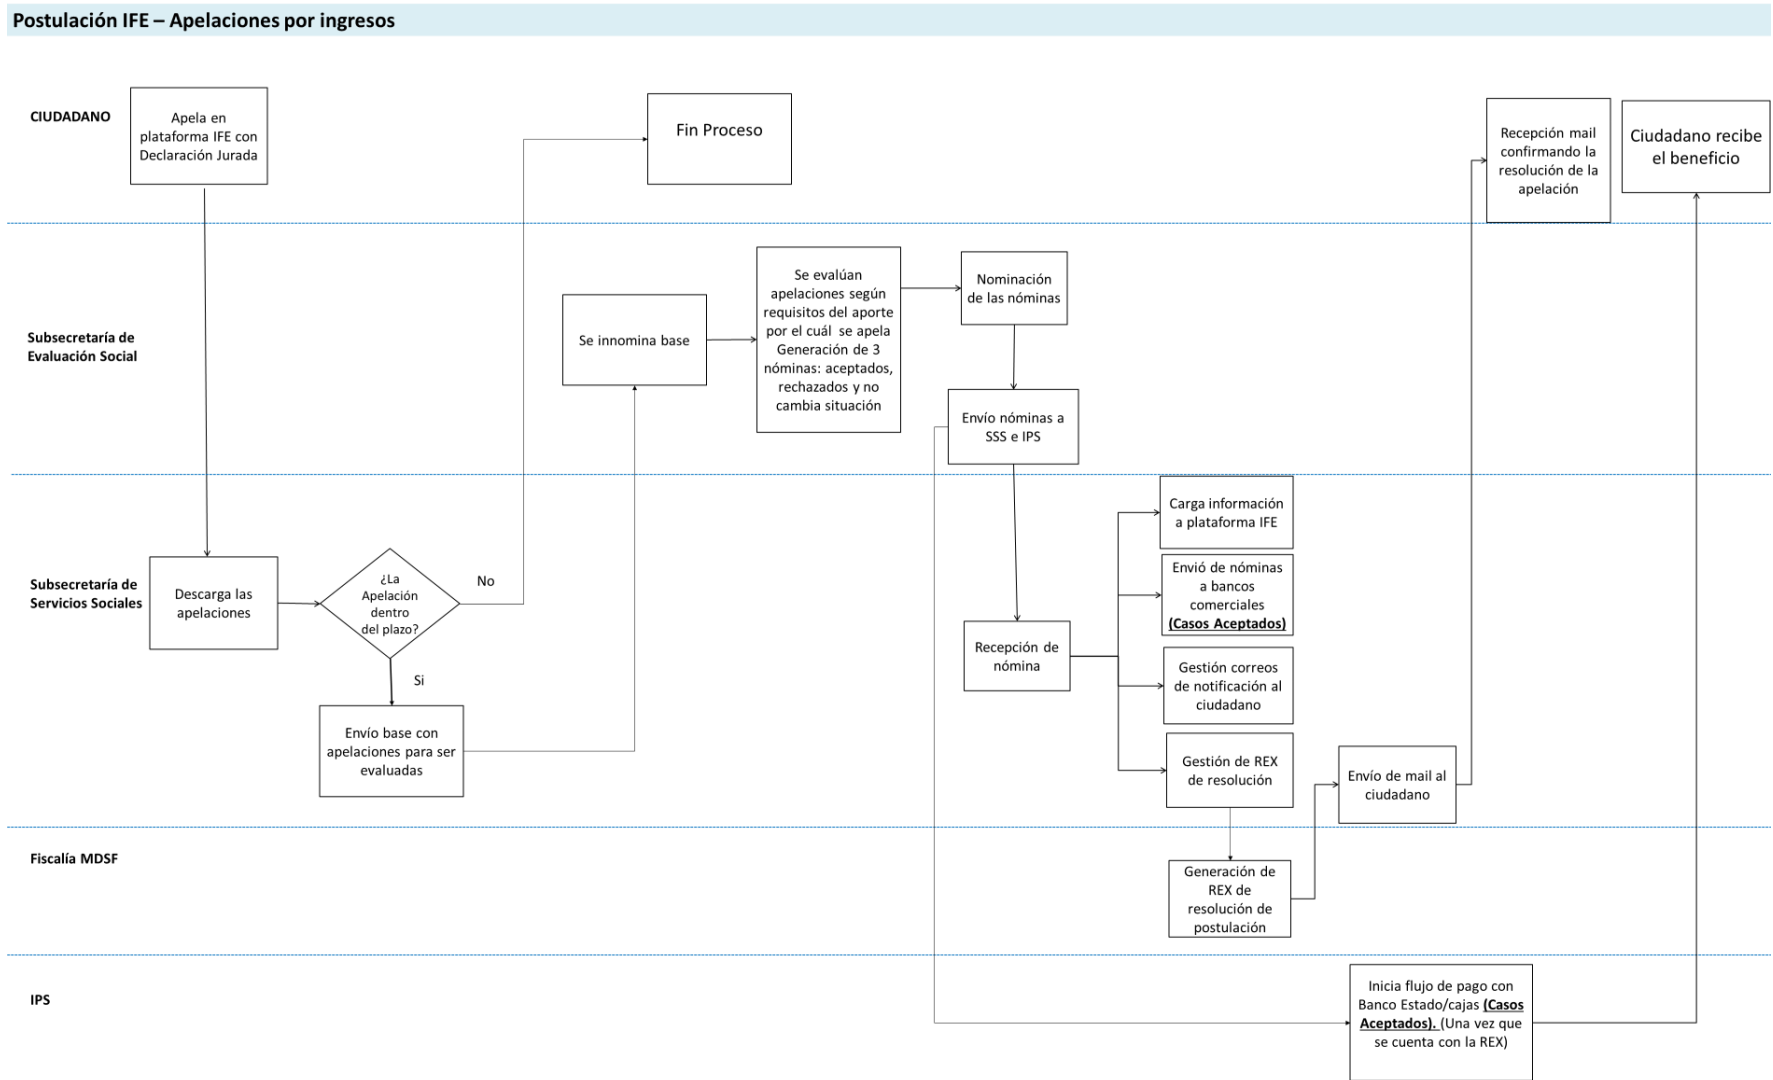 Postulación IFE – Apelaciones por ingresos
CIUDADANO
Apela en
plataforma IFE con
Declaración Jurada
Fin Proceso
Recepción mail
confirmando la
resolución de la
apelación
Ciudadano recibe
el beneficio
Subsecretaría de
Evaluación Social
Se innomina base
Se evalúan
apelaciones según
requisitos del aporte
por el cuál se apela
Generación de 3
nóminas: aceptados,
rechazados y no
cambia situación
Nominación
de las nóminas
Envío nóminas a
SSS e IPS
Subsecretaría de
Servicios Sociales
Descarga las
apelaciones
¿La
Apelación
dentro
del plazo?
No
Si
Envío base con
apelaciones para ser
evaluadas
Recepción de
nómina
Carga información
a plataforma IFE
Envió de nóminas
a bancos
comerciales
(Casos Aceptados)
Gestión correos
de notificación al
ciudadano
Gestión de REX
de resolución
Envío de mail al
ciudadano
Fiscalía MDSF
Generación de
REX de
resolución de
postulación
IPS
Inicia flujo de pago con
Banco Estado/cajas (Casos
Aceptados). (Una vez que
se cuenta con la REX)